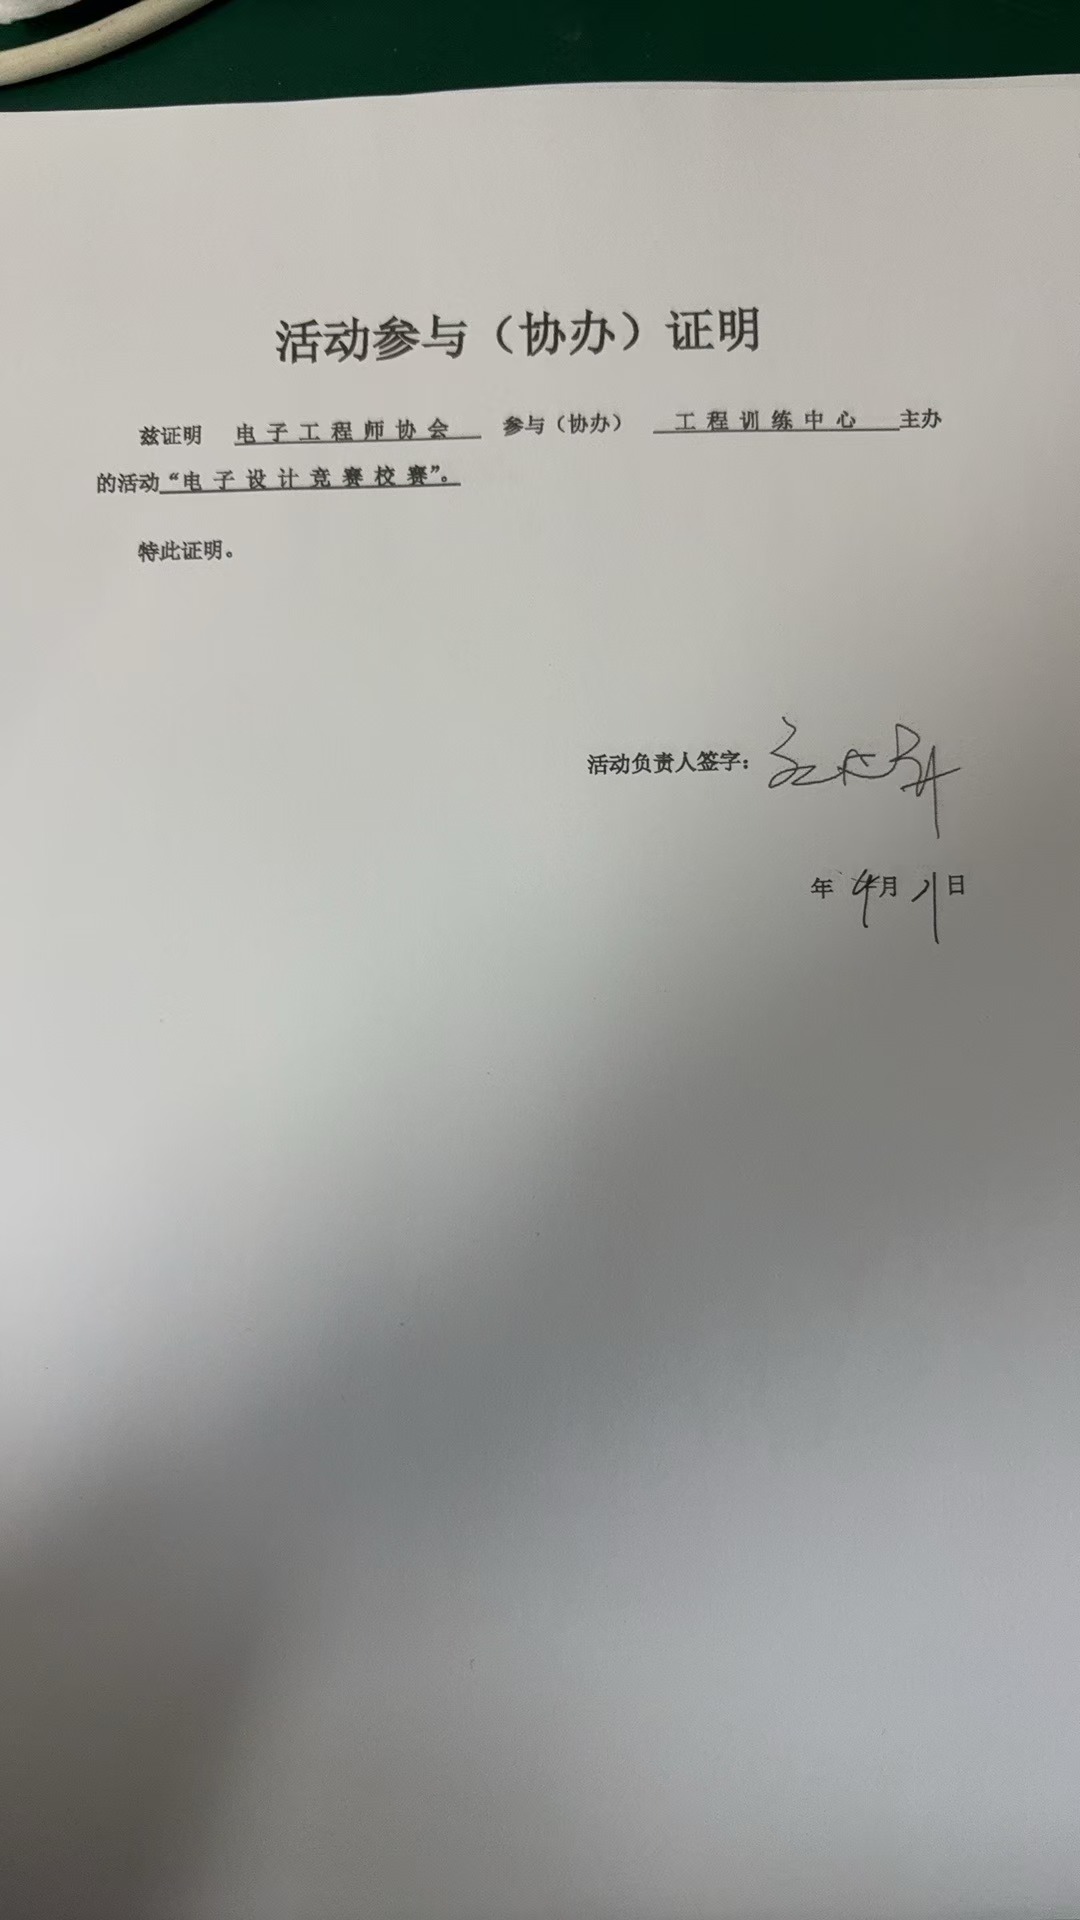 活动参与（协办）证明
兹证明 电子工程师协会 参与（协办） 工程训练中心 主办
的活动“电子设计竞赛校赛”。
特此证明。
活动负责人签字：
年 4月 日